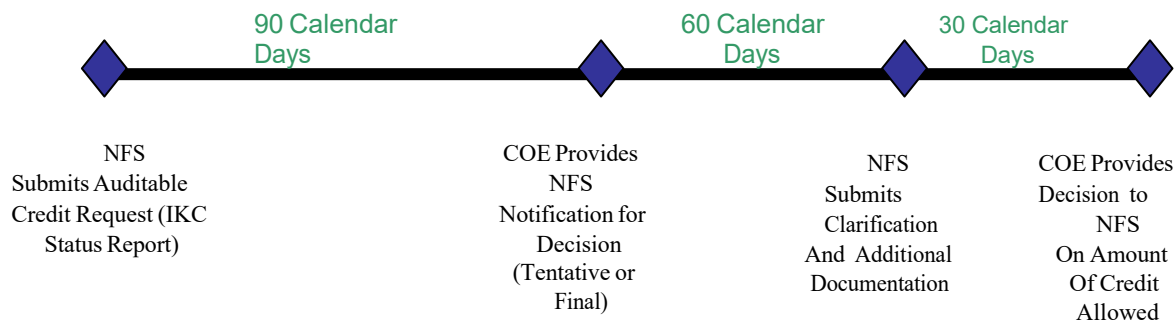 90 Calendar
Days
60 Calendar
Days
30 Calendar
Days
NFS
Submits Auditable
Credit Request (IKC
Status Report)
COE Provides
NFS
Notification for
Decision
(Tentative or
Final)
NFS
Submits
Clarification
And Additional
Documentation
COE Provides
Decision to
NFS
On Amount
Of Credit
Allowed